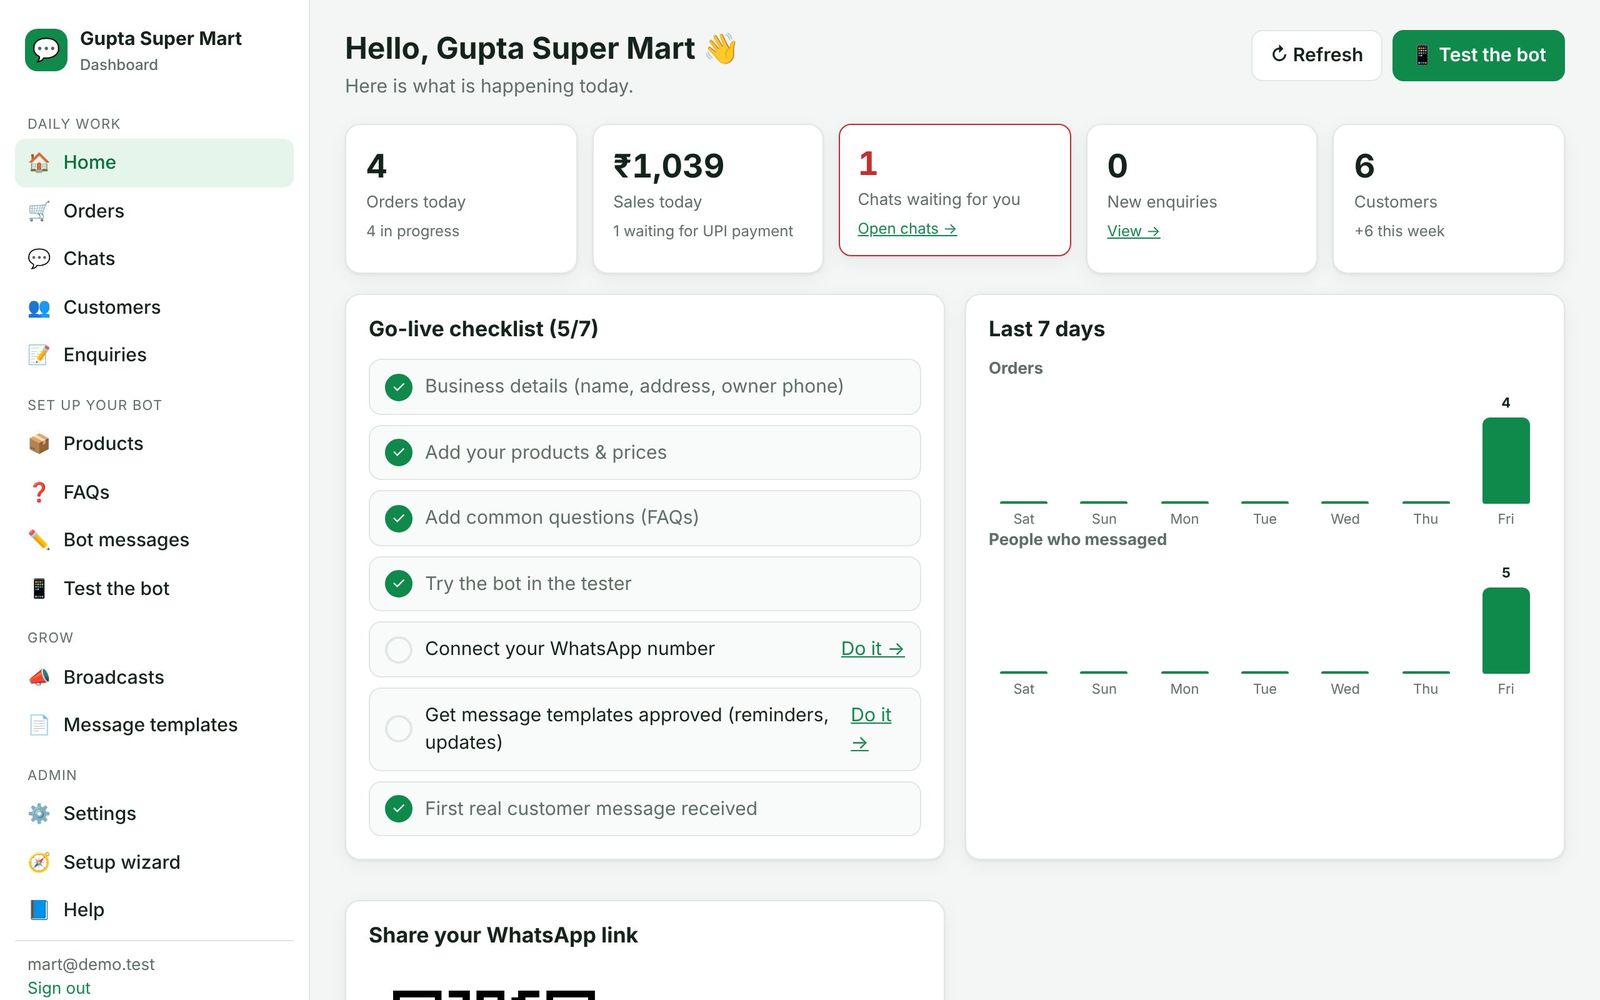 Gupta Super Mart
Dashboard
DAILY WORK
Home
Orders
Chats
Customers
Enquiries
SET UP YOUR BOT
Products
FAQs
Bot messages
Test the bot
GROW
Broadcasts
Message templates
ADMIN
Settings
Setup wizard
Help
mart@demo.test
Sign out
Hello, Gupta Super Mart 👋
Here is what is happening today.
↻ Refresh
Test the bot
4
Orders today
4 in progress
₹1,039
Sales today
1 waiting for UPI payment
1
Chats waiting for you
Open chats →
0
New enquiries
View →
6
Customers
+6 this week
Go-live checklist (5/7)
Business details (name, address, owner phone)
Add your products & prices
Add common questions (FAQs)
Try the bot in the tester
Connect your WhatsApp number
Do it →
Get message templates approved (reminders,
updates)
Do it
→
First real customer message received
Last 7 days
Orders
4
Sat Sun Mon Tue Wed Thu Fri
People who messaged
5
Sat Sun Mon Tue Wed Thu Fri
Share your WhatsApp link